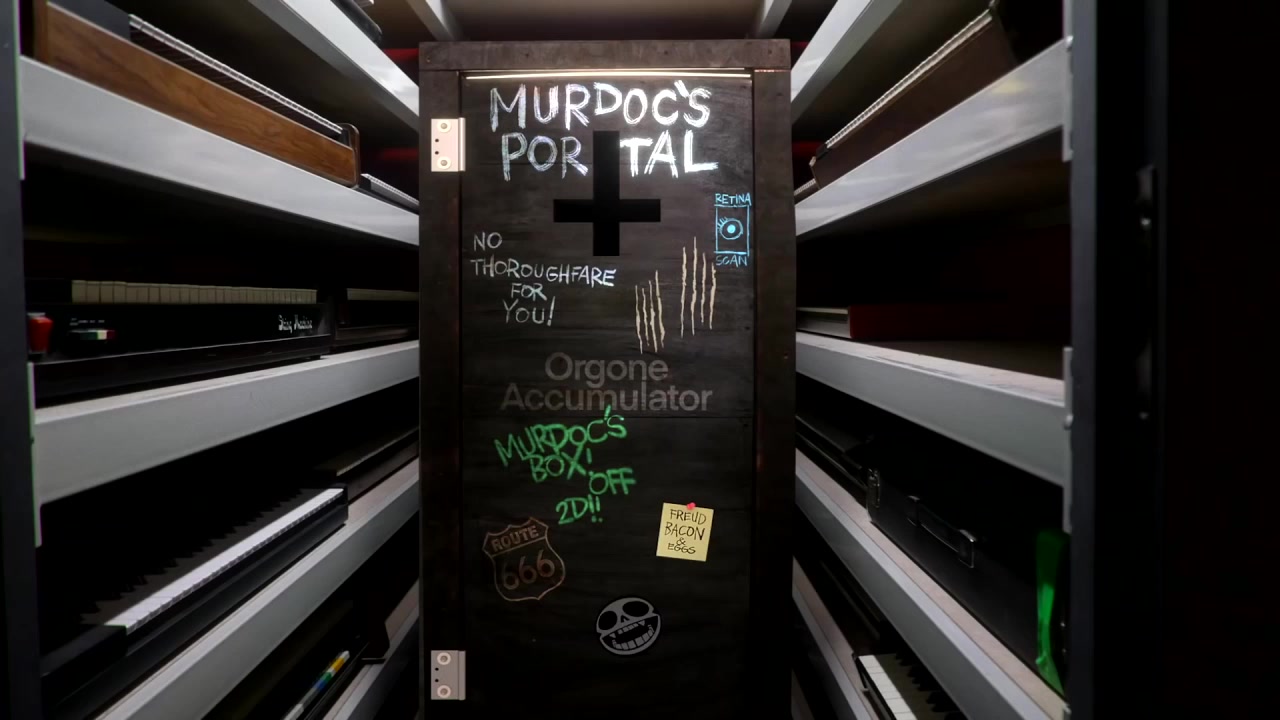 MURDOC'S
PORTAL
RETINA
SCAN
NO
THOROUGHFARE
FOR
YOU!
Orgone
Accumulator
MURDOC'S
BOX!
OFF
2D!!
FREUD
BACON
&
EGGS
ROUTE
666